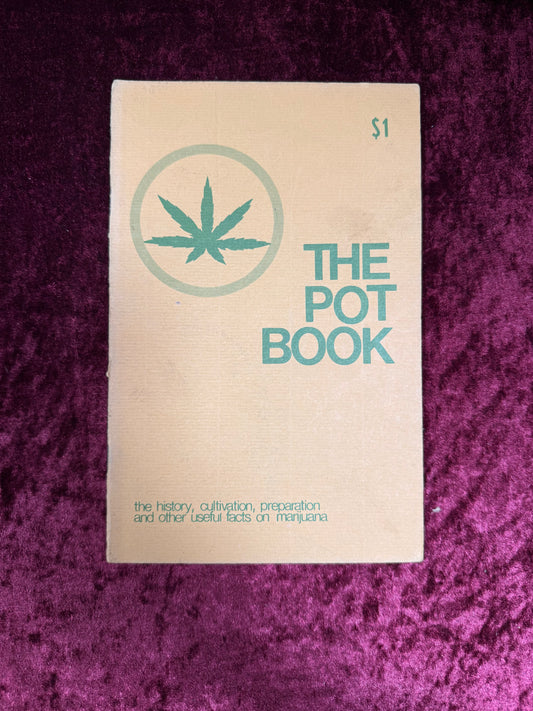 $1
THE
POT
BOOK
the history, cultivation, preparation
and other useful facts on marijuana